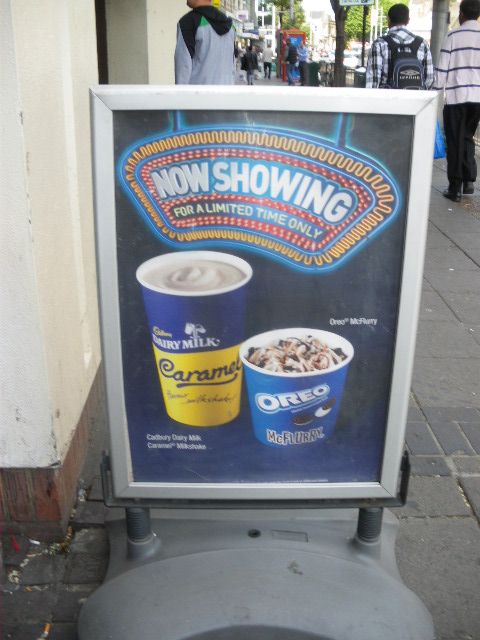 NOW SHOWING
FOR A LIMITED TIME ONLY
Oreo® McFlurry
Cadbury
DAIRY MILK
Caramel
OREO
McFLURRY
Cadbury Dairy Milk
Caramel® Milkshake